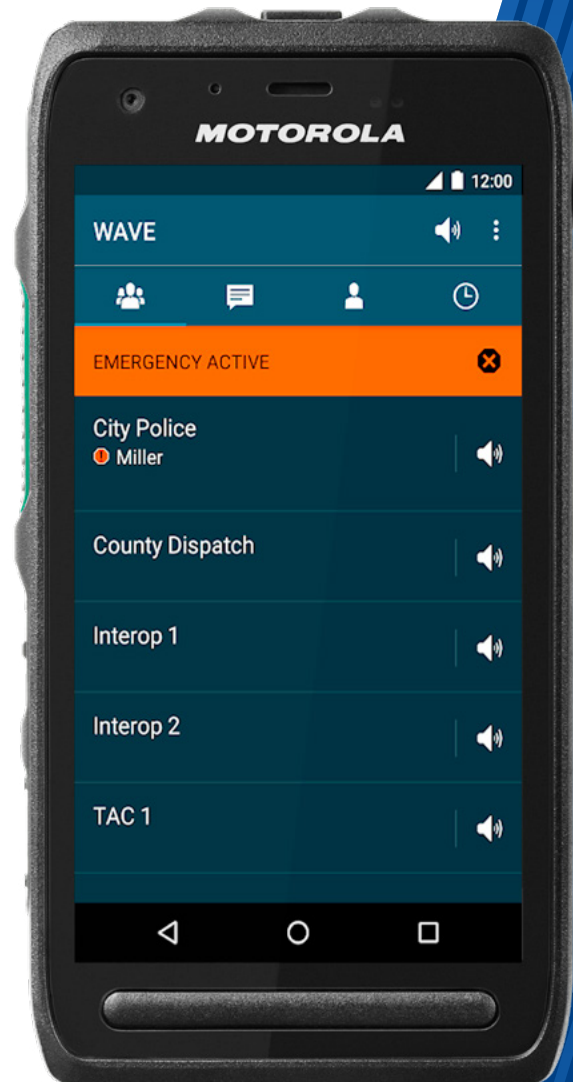 MOTOROLA
12:00
WAVE
EMERGENCY ACTIVE
City Police
Miller
County Dispatch
Interop 1
Interop 2
TAC 1